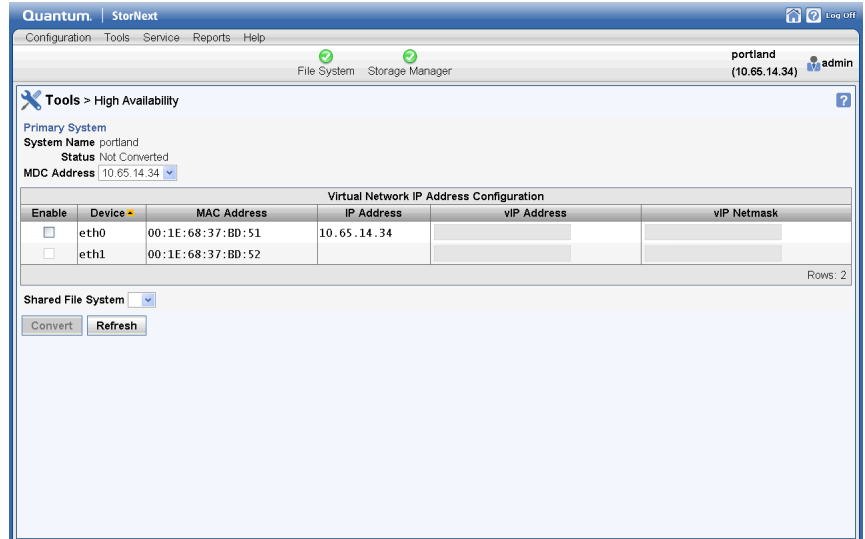 Quantum. | StorNext Log Off
Configuration Tools Service Reports Help
File System Storage Manager
portland
(10.65.14.34)
admin
Tools > High Availability
Primary System
System Name portland
Status Not Converted
MDC Address 10.65.14.34
Virtual Network IP Address Configuration
Enable Device MAC Address IP Address vIP Address vIP Netmask
eth0 00:1E:68:37:BD:51 10.65.14.34
eth1 00:1E:68:37:BD:52
Rows: 2
Shared File System
Convert Refresh